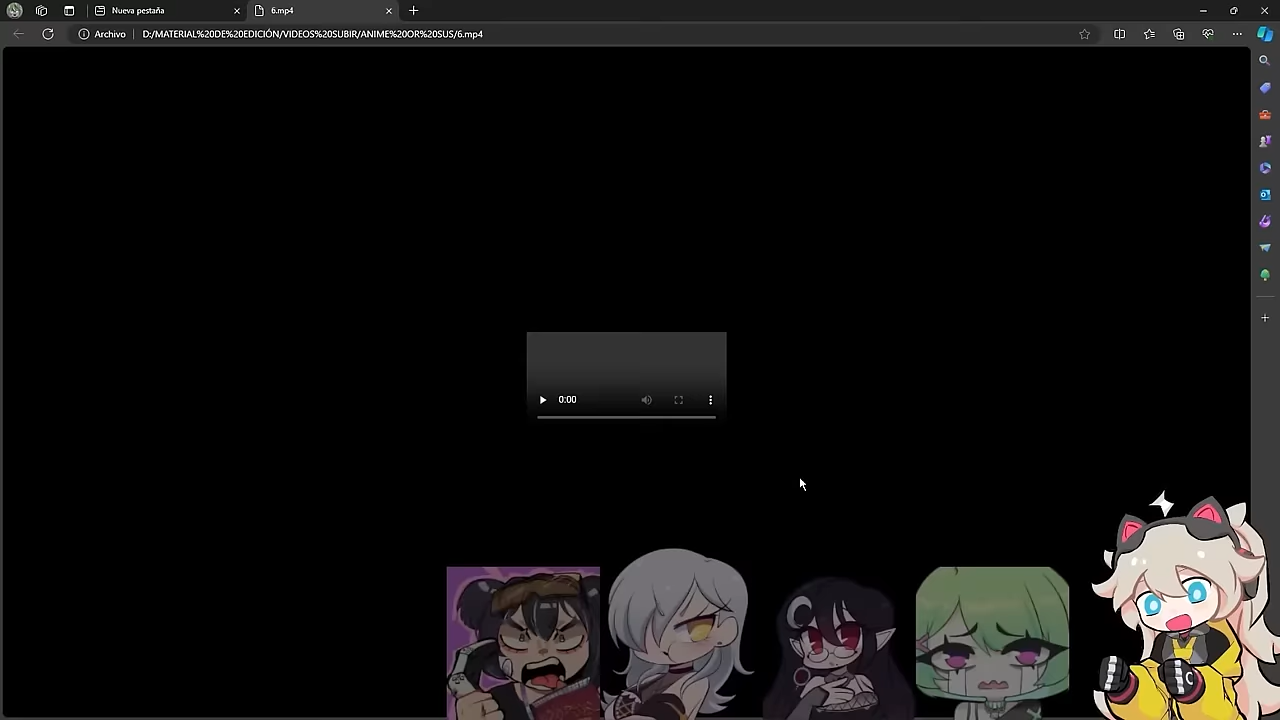 Nueva pestaña
6.mp4
Archivo
D:/MATERIAL%20DE%20EDICIÓN/VIDEOS%20SUBIR/ANIME%20OR%20SUS/6.mp4
0:00